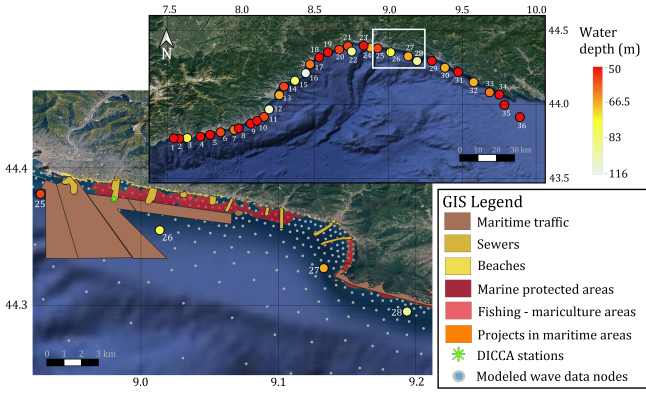 7.5 8.0 8.5 9.0 9.5 10.0
44.5
44.0
43.5
N
1 2 3 4 5 6 7 8 9 10 11 12 13 14 15 16 17 18 19 20 21 22 23 24 25 26 27 28 29 30 31 32 33 34 35 36
0 10 20 30 km
Water
depth (m)
50
66.5
83
116
44.4
44.3
25
26
27
28
0 1 2 3 km
9.0 9.1 9.2
GIS Legend
Maritime traffic
Sewers
Beaches
Marine protected areas
Fishing - mariculture areas
Projects in maritime areas
DICCA stations
Modeled wave data nodes